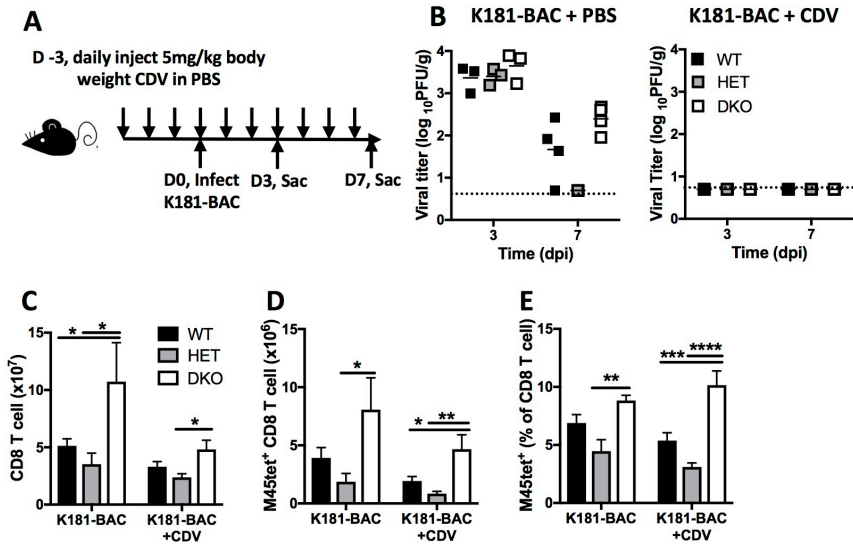 A
D -3, daily inject 5mg/kg body
weight CDV in PBS
D0, Infect
K181-BAC
D3, Sac
D7, Sac
B
K181-BAC + PBS
Viral titer (log 10PFU/g)
4
3
2
1
0
3
7
Time (dpi)
K181-BAC + CDV
Viral Titer (log 10PFU/g)
4
3
2
1
0
3
7
Time (dpi)
WT
HET
DKO
C
CD8 T cell (x10⁷)
15
10
5
0
* *
*
WT
HET
DKO
K181-BAC
K181-BAC
+CDV
D
M45tet⁺ CD8 T cell (x10⁶)
15
10
5
0
*
* **
K181-BAC
K181-BAC
+CDV
E
M45tet⁺ (% of CD8 T cell)
15
10
5
0
**
*** ****
K181-BAC
K181-BAC
+CDV